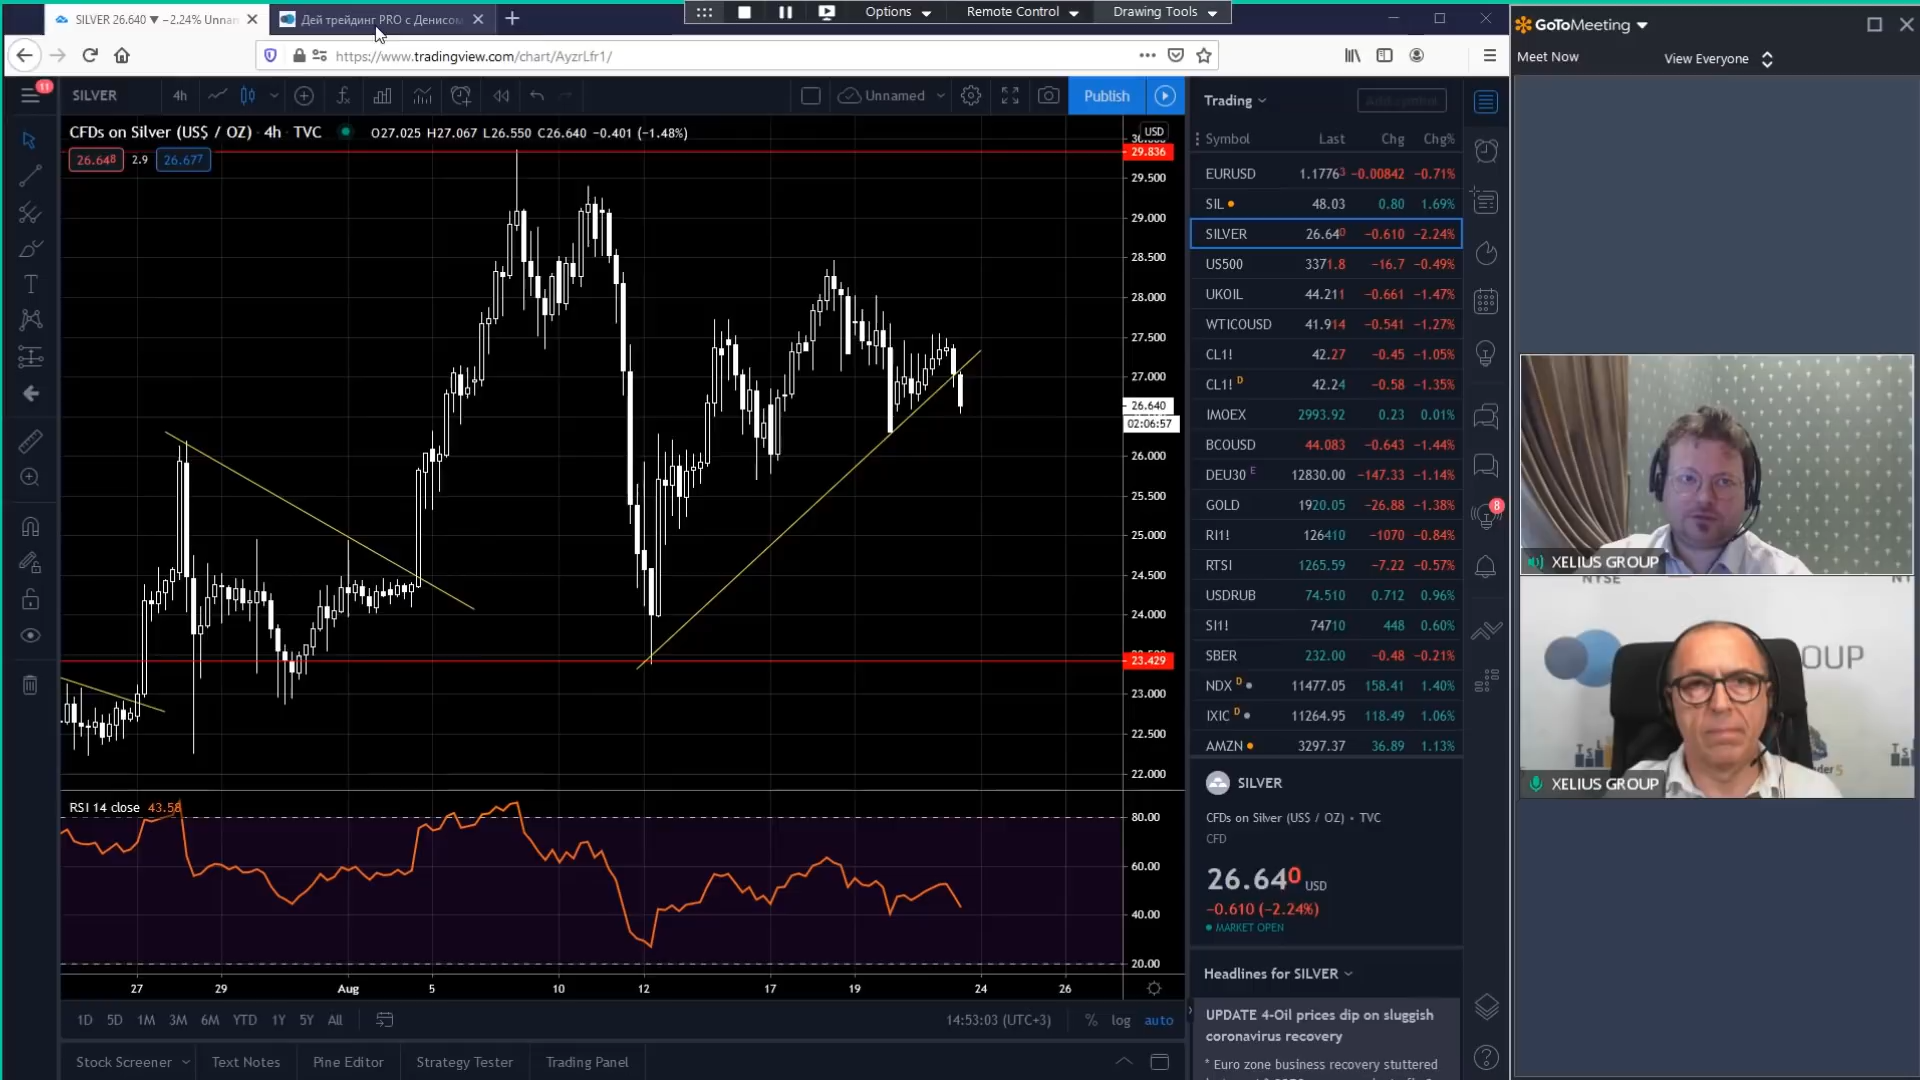 SILVER 26.640 ▼ −2.24% Unnan
Дей трейдинг PRO с Денисом
Options
Remote Control
Drawing Tools
GoToMeeting
https://www.tradingview.com/chart/AyzrLfr1/
Meet Now
View Everyone
11
SILVER
4h
Unnamed
Publish
Trading
CFDs on Silver (US$ / OZ) · 4h · TVC
O27.025 H27.067 L26.550 C26.640 −0.401 (−1.48%)
26.648 2.9 26.677
USD
29.836
29.500
29.000
28.500
28.000
27.500
27.000
26.640
02:06:57
26.000
25.500
25.000
24.500
24.000
23.429
23.000
22.500
22.000
RSI 14 close 43.58
80.00
60.00
40.00
20.00
27 29 Aug 5 10 12 17 19 24 26
1D 5D 1M 3M 6M YTD 1Y 5Y All
14:53:03 (UTC+3) % log auto
Stock Screener Text Notes Pine Editor Strategy Tester Trading Panel
Symbol Last Chg Chg%
EURUSD 1.17763 −0.00842 −0.71%
SIL 48.03 0.80 1.69%
SILVER 26.640 −0.610 −2.24%
US500 3371.8 −16.7 −0.49%
UKOIL 44.211 −0.661 −1.47%
WTICOUSD 41.914 −0.541 −1.27%
CL1! 42.27 −0.45 −1.05%
CL1! D 42.24 −0.58 −1.35%
IMOEX 2993.92 0.23 0.01%
BCOUSD 44.083 −0.643 −1.44%
DEU30 E 12830.00 −147.33 −1.14%
GOLD 1920.05 −26.88 −1.38%
RI1! 126410 −1070 −0.84%
RTSI 1265.59 −7.22 −0.57%
USDRUB 74.510 0.712 0.96%
SI1! 74710 448 0.60%
SBER 232.00 −0.48 −0.21%
NDX D 11477.05 158.41 1.40%
IXIC D 11264.95 118.49 1.06%
AMZN 3297.37 36.89 1.13%
SILVER
CFDs on Silver (US$ / OZ) • TVC
CFD
26.640 USD
−0.610 (−2.24%)
MARKET OPEN
Headlines for SILVER
UPDATE 4-Oil prices dip on sluggish
coronavirus recovery
* Euro zone business recovery stuttered
8
XELIUS GROUP
NYSE
OUP
XELIUS GROUP